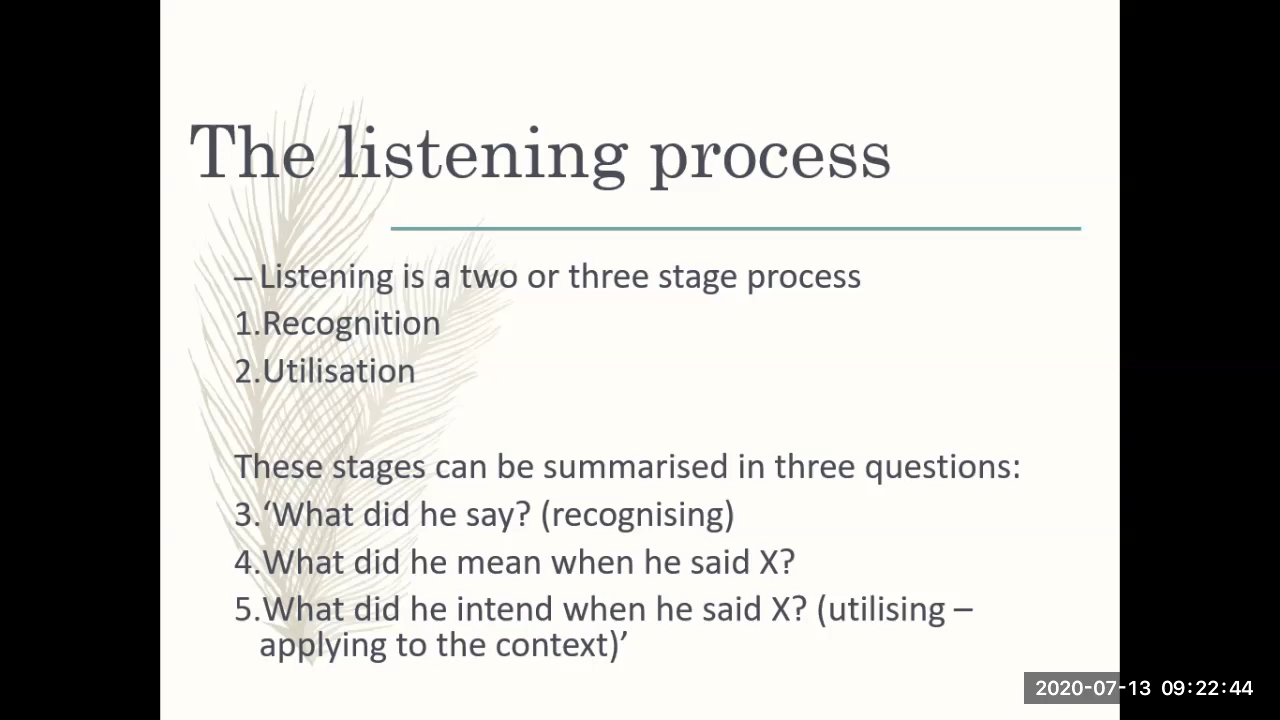 The listening process
– Listening is a two or three stage process
1.Recognition
2.Utilisation
These stages can be summarised in three questions:
3.‘What did he say? (recognising)
4.What did he mean when he said X?
5.What did he intend when he said X? (utilising –
applying to the context)’
2020-07-13 09:22:44